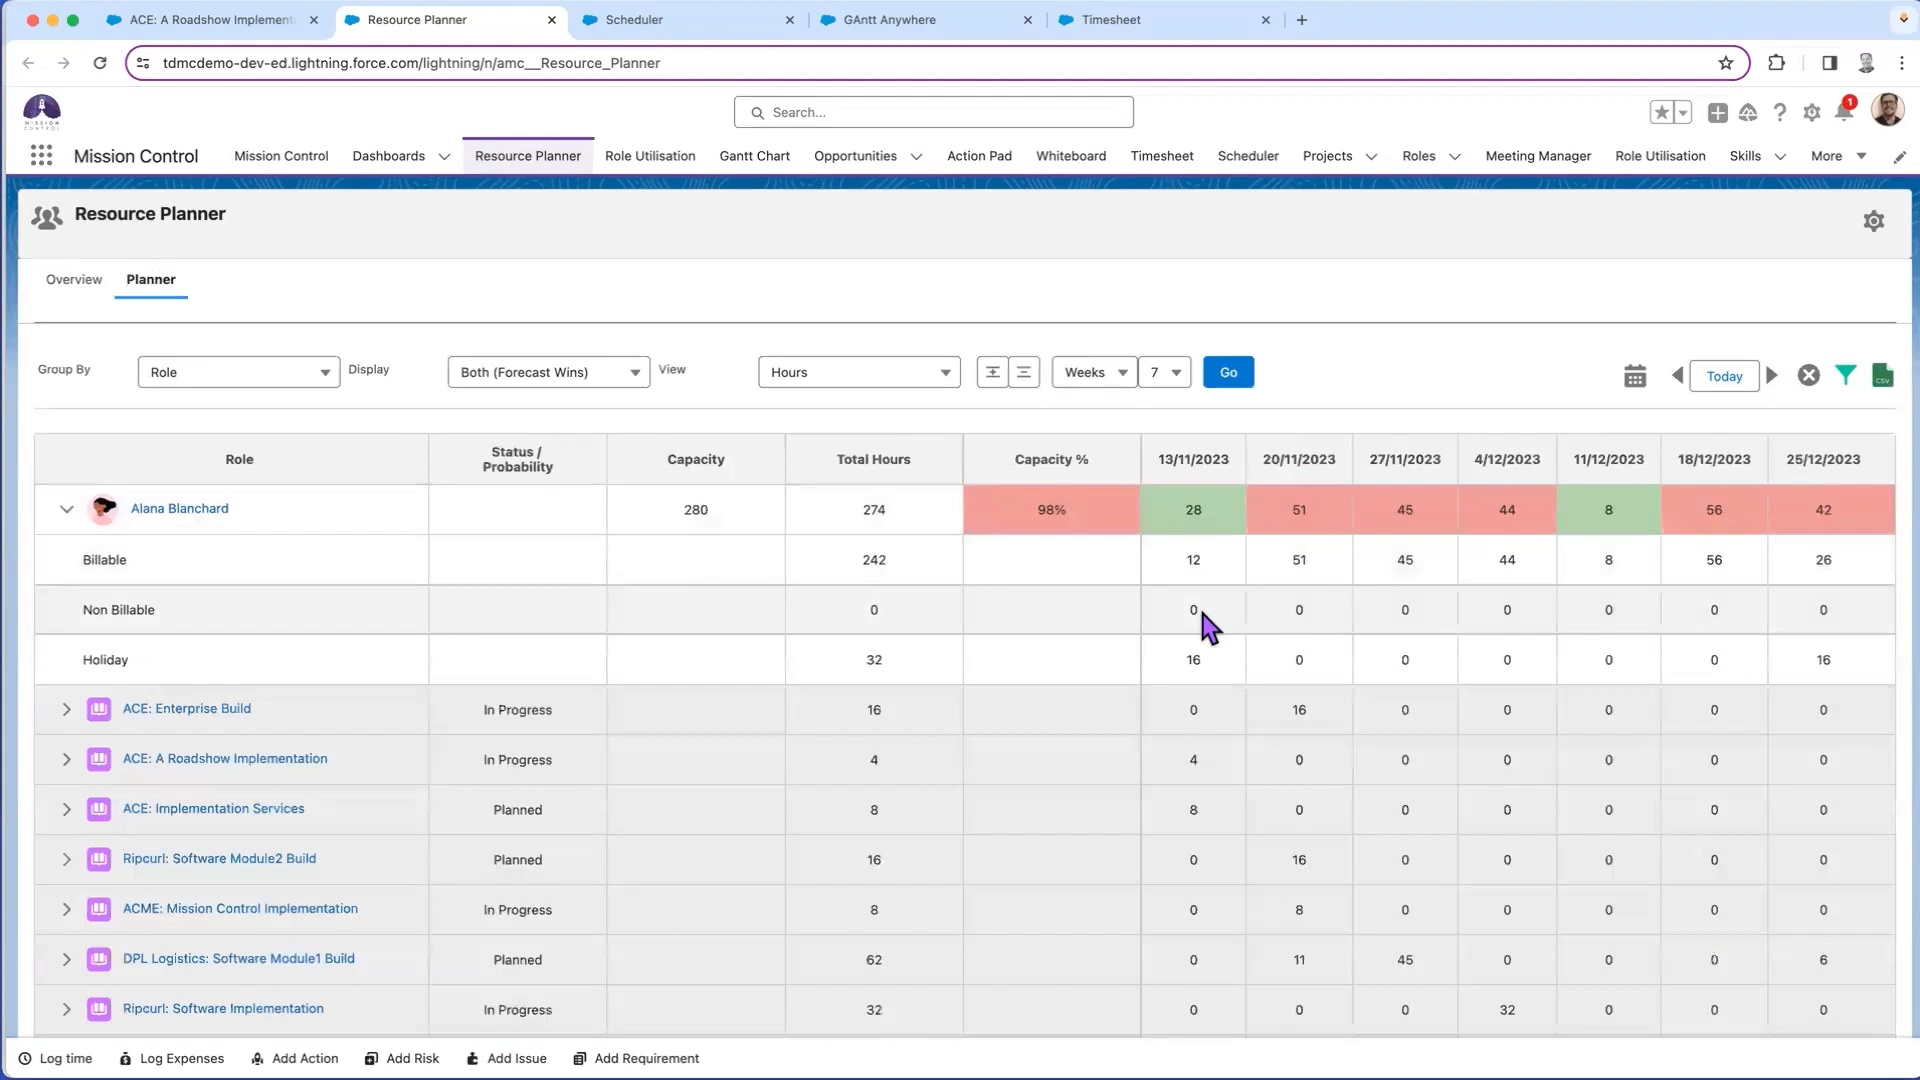 ACE: A Roadshow Implement
Resource Planner
Scheduler
GAntt Anywhere
Timesheet
tdmcdemo-dev-ed.lightning.force.com/lightning/n/amc__Resource_Planner
MISSION
CONTROL
Search...
1
Mission Control
Mission Control
Dashboards
Resource Planner
Role Utilisation
Gantt Chart
Opportunities
Action Pad
Whiteboard
Timesheet
Scheduler
Projects
Roles
Meeting Manager
Role Utilisation
Skills
More
Resource Planner
Overview
Planner
Group By
Role
Display
Both (Forecast Wins)
View
Hours
Weeks
7
Go
Today
CSV
Role Status / Probability Capacity Total Hours Capacity % 13/11/2023 20/11/2023 27/11/2023 4/12/2023 11/12/2023 18/12/2023 25/12/2023
Alana Blanchard 280 274 98% 28 51 45 44 8 56 42
Billable 242 12 51 45 44 8 56 26
Non Billable 0 0 0 0 0 0 0 0
Holiday 32 16 0 0 0 0 0 16
ACE: Enterprise Build In Progress 16 0 16 0 0 0 0 0
ACE: A Roadshow Implementation In Progress 4 4 0 0 0 0 0 0
ACE: Implementation Services Planned 8 8 0 0 0 0 0 0
Ripcurl: Software Module2 Build Planned 16 0 16 0 0 0 0 0
ACME: Mission Control Implementation In Progress 8 0 8 0 0 0 0 0
DPL Logistics: Software Module1 Build Planned 62 0 11 45 0 0 0 6
Ripcurl: Software Implementation In Progress 32 0 0 0 32 0 0 0
Log time
Log Expenses
Add Action
Add Risk
Add Issue
Add Requirement